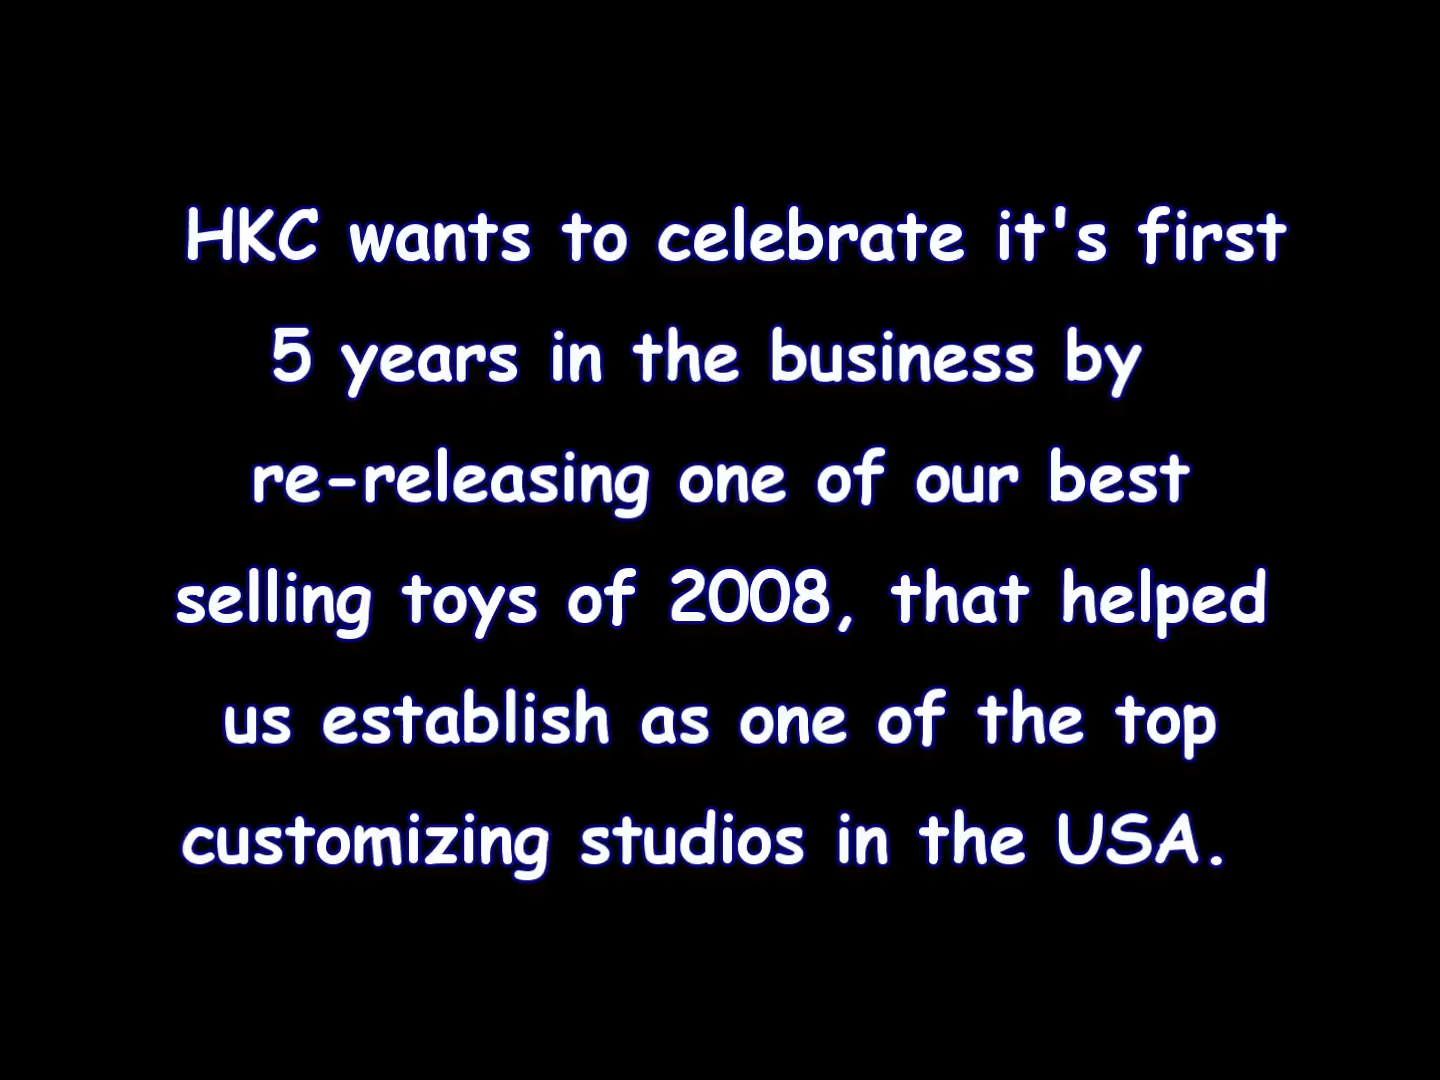 HKC wants to celebrate it's first
5 years in the business by
re-releasing one of our best
selling toys of 2008, that helped
us establish as one of the top
customizing studios in the USA.